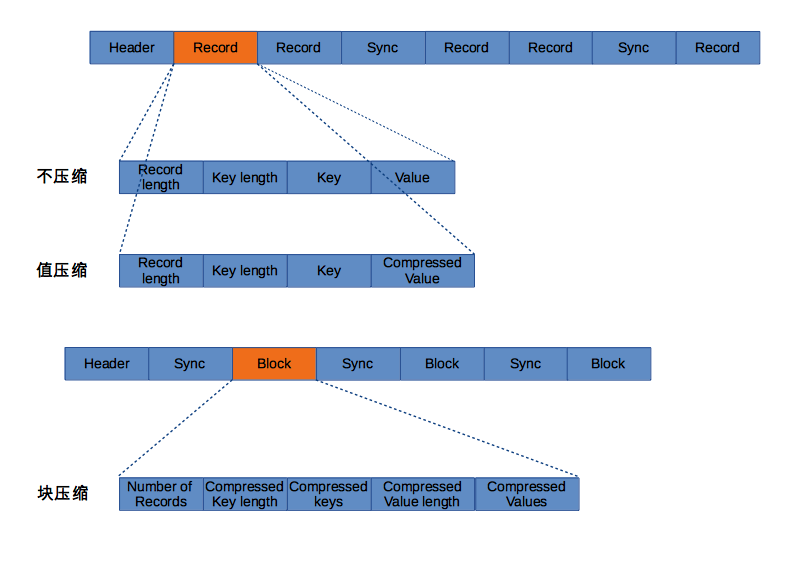 Header Record Record Sync Record Record Sync Record
不压缩
Record
length
Key length
Key
Value
值压缩
Record
length
Key length
Key
Compressed
Value
Header Sync Block Sync Block Sync Block
块压缩
Number of
Records
Compressed
Key length
Compressed
keys
Compressed
Value length
Compressed
Values